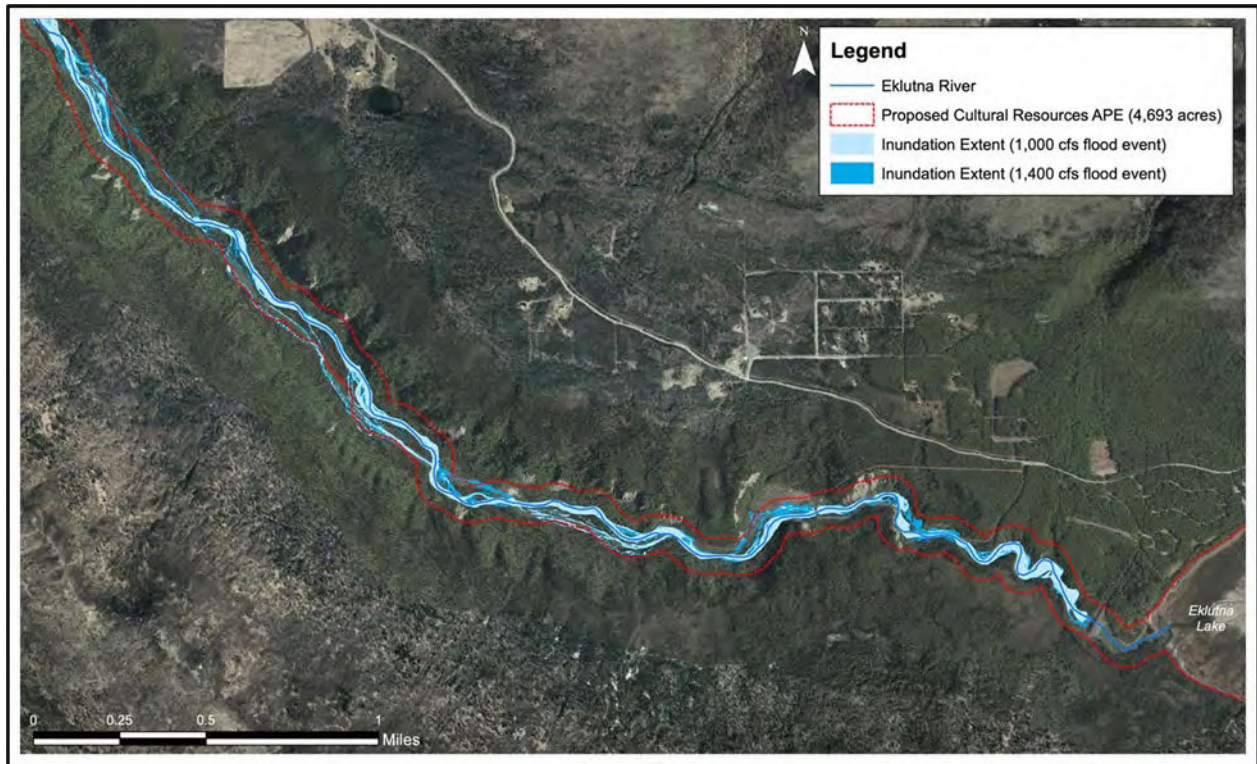 N
Legend
Eklutna River
Proposed Cultural Resources APE (4,693 acres)
Inundation Extent (1,000 cfs flood event)
Inundation Extent (1,400 cfs flood event)
Eklutna
Lake
0 0.25 0.5 1
Miles